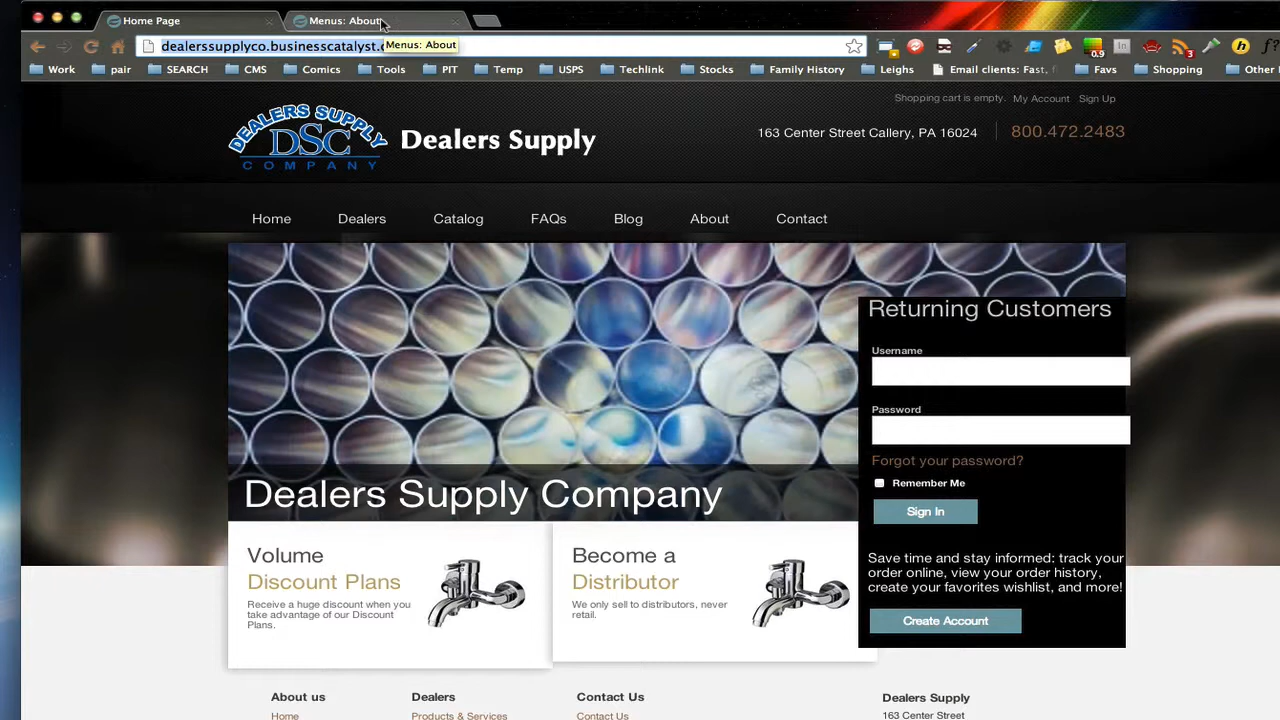 Home Page
Menus: About
dealerssupplyco.businesscatalyst.c
Menus: About
Work
pair
SEARCH
CMS
Comics
Tools
PIT
Temp
USPS
Techlink
Stocks
Family History
Leighs
Email clients: Fast, f
Favs
Shopping
Other
0.9
3
Shopping cart is empty.
My Account
Sign Up
DEALERS SUPPLY
DSC
COMPANY
Dealers Supply
163 Center Street Callery, PA 16024
800.472.2483
Home
Dealers
Catalog
FAQs
Blog
About
Contact
Dealers Supply Company
Returning Customers
Username
Password
Forgot your password?
Remember Me
Sign In
Save time and stay informed: track your
order online, view your order history,
create your favorites wishlist, and more!
Create Account
Volume
Discount Plans
Receive a huge discount when you
take advantage of our Discount
Plans.
Become a
Distributor
We only sell to distributors, never
retail.
About us
Home
Dealers
Products & Services
Contact Us
Contact Us
Dealers Supply
163 Center Street